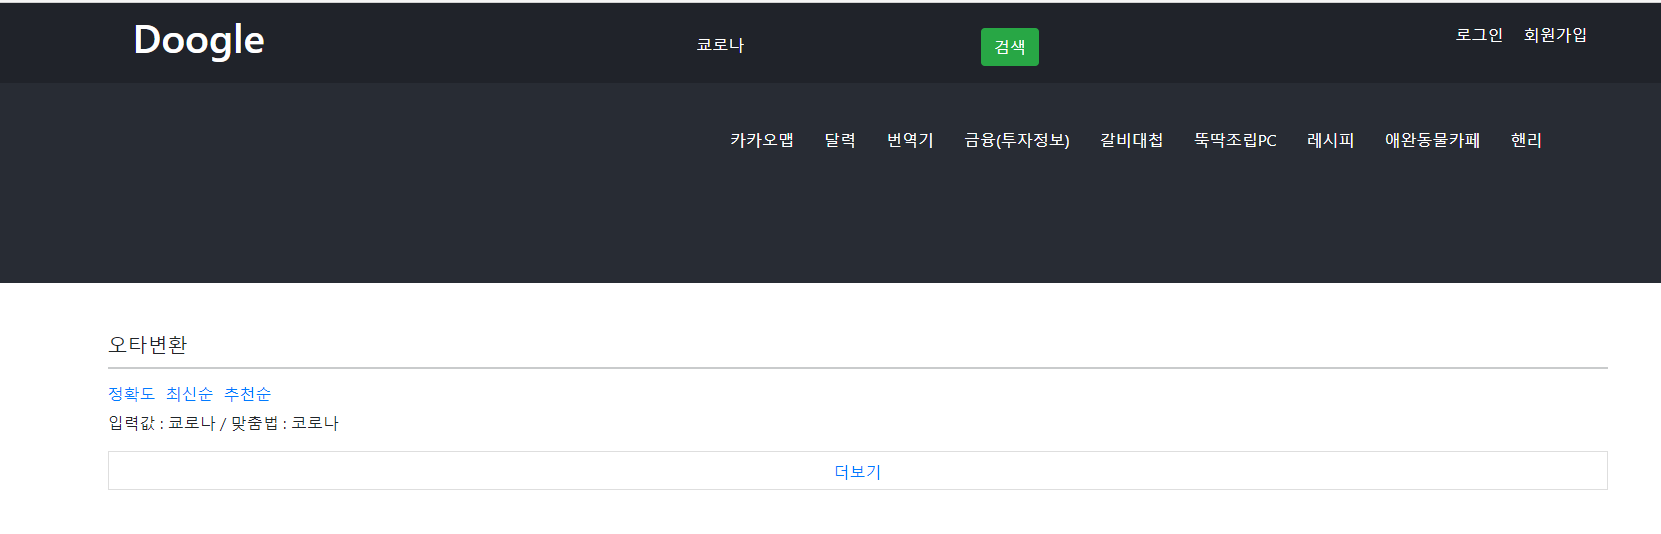 Doogle 쿄로나 검색 로그인 회원가입
카카오맵 달력 번역기 금융(투자정보) 갈비대첩 뚝딱조립PC 레시피 애완동물카페 핸리
오타변환
정확도 최신순 추천순
입력값 : 쿄로나 / 맞춤법 : 코로나
더보기